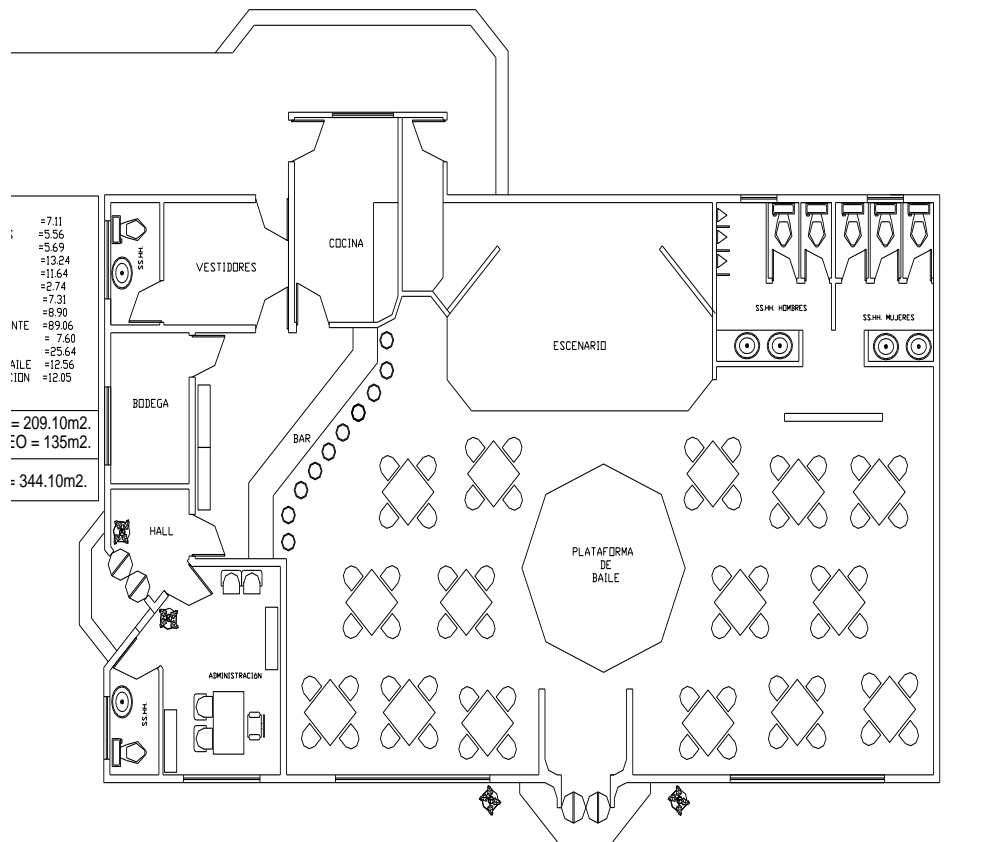 =7.11
S =5.56
=5.69
=13.24
=11.64
=2.74
=7.31
=8.90
NTE =89.06
= 7.60
=25.64
AILE =12.56
ION =12.05
= 209.10m2.
EO = 135m2.
= 344.10m2.
SS.HH.
VESTIDORES
COCINA
ESCENARIO
SS.HH. HOMBRES
SS.HH. MUJERES
BODEGA
BAR
HALL
PLATAFORMA
DE
BAILE
ADMINISTRACION
S.S.HH.